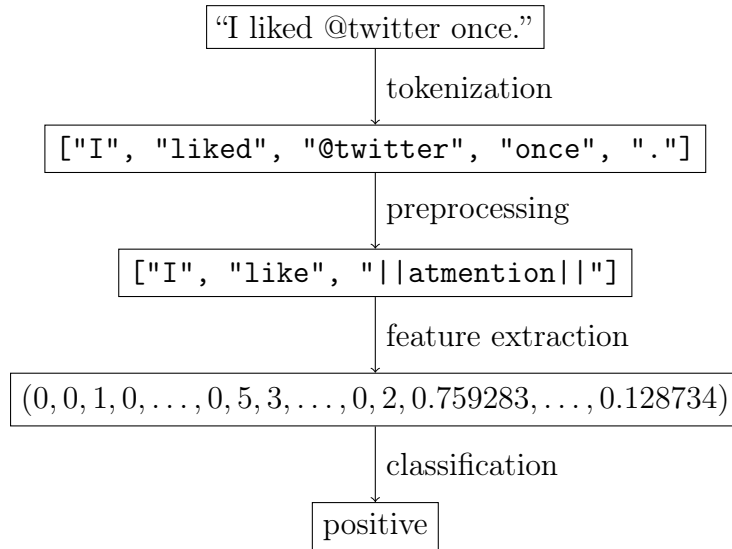 “I liked @twitter once.”
tokenization
["I", "liked", "@twitter", "once", "."]
preprocessing
["I", "like", "||atmention||"]
feature extraction
(0, 0, 1, 0, . . . , 0, 5, 3, . . . , 0, 2, 0.759283, . . . , 0.128734)
classification
positive